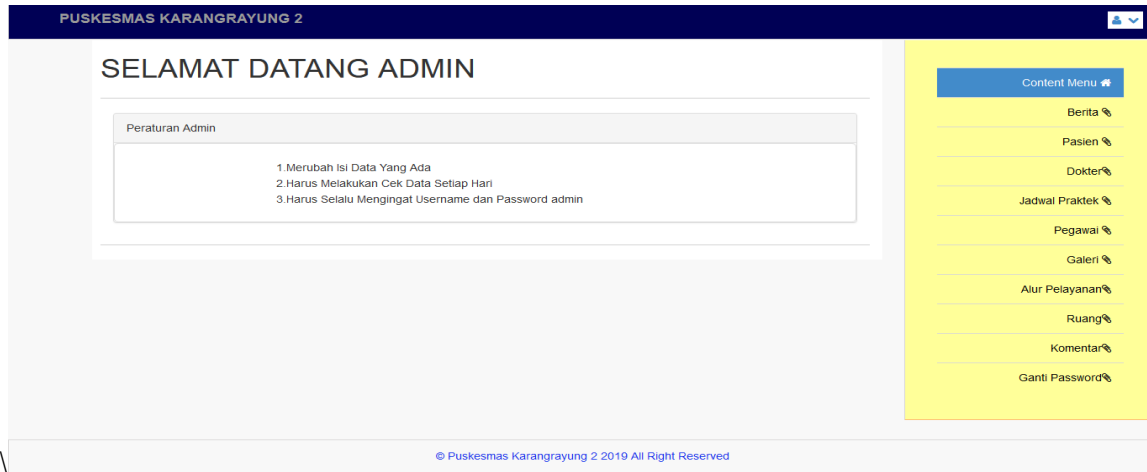 PUSKESMAS KARANGRAYUNG 2
SELAMAT DATANG ADMIN
Peraturan Admin
1.Merubah Isi Data Yang Ada
2.Harus Melakukan Cek Data Setiap Hari
3.Harus Selalu Mengingat Username dan Password admin
Content Menu
Berita
Pasien
Dokter
Jadwal Praktek
Pegawai
Galeri
Alur Pelayanan
Ruang
Komentar
Ganti Password
© Puskesmas Karangrayung 2 2019 All Right Reserved
\